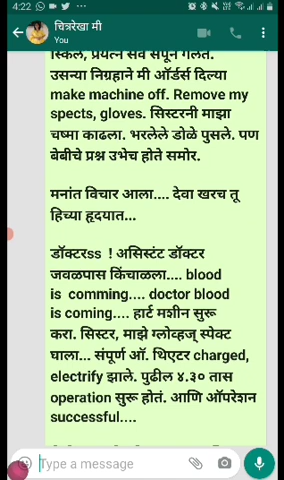 4:22
चित्ररेखा मी
You
स्किल, प्रयत्न सर्व संपून गेलंत.
उसन्या निग्रहाने मी ऑर्डर्स दिल्या
make machine off. Remove my
spects, gloves. सिस्टरनी माझा
चष्मा काढला. भरलेले डोळे पुसले. पण
बेबीचे प्रश्न उभेच होते समोर.
मनांत विचार आला.... देवा खरच तू
हिच्या हृदयात...
डॉक्टरss ! असिस्टंट डॉक्टर
जवळपास किंचाळला.... blood
is comming.... doctor blood
is coming.... हार्ट मशीन सुरू
करा. सिस्टर, माझे ग्लोव्हज् स्पेक्ट
घाला... संपूर्ण ऑ. थिएटर charged,
electrify झाले. पुढील ४.३० तास
operation सुरू होतं. आणि ऑपरेशन
successful....
Type a message